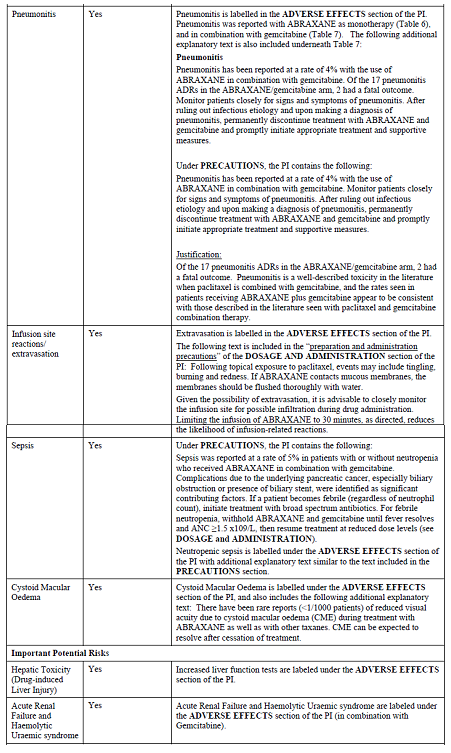 Pneumonitis
Yes
Pneumonitis is labelled in the ADVERSE EFFECTS section of the PI.
Pneumonitis was reported with ABRAXANE as monotherapy (Table 6),
and in combination with gemcitabine (Table 7). The following additional
explanatory text is also included underneath Table 7:
Pneumonitis
Pneumonitis has been reported at a rate of 4% with the use of
ABRAXANE in combination with gemcitabine. Of the 17 pneumonitis
ADRs in the ABRAXANE/gemcitabine arm, 2 had a fatal outcome.
Monitor patients closely for signs and symptoms of pneumonitis. After
ruling out infectious etiology and upon making a diagnosis of
pneumonitis, permanently discontinue treatment with ABRAXANE and
gemcitabine and promptly initiate appropriate treatment and supportive
measures.
Under PRECAUTIONS, the PI contains the following:
Pneumonitis has been reported at a rate of 4% with the use of
ABRAXANE in combination with gemcitabine. Monitor patients closely
for signs and symptoms of pneumonitis. After ruling out infectious
etiology and upon making a diagnosis of pneumonitis, permanently
discontinue treatment with ABRAXANE and gemcitabine and promptly
initiate appropriate treatment and supportive measures.
Justification:
Of the 17 pneumonitis ADRs in the ABRAXANE/gemcitabine arm, 2 had
a fatal outcome. Pneumonitis is a well-described toxicity in the literature
when paclitaxel is combined with gemcitabine, and the rates seen in
patients receiving ABRAXANE plus gemcitabine appear to be consistent
with those described in the literature seen with paclitaxel and gemcitabine
combination therapy.
Infusion site
reactions/
extravasation
Yes
Extravasation is labelled in the ADVERSE EFFECTS section of the PI.
The following text is included in the “preparation and administration
precautions” of the DOSAGE AND ADMINISTRATION section of the
PI: Following topical exposure to paclitaxel, events may include tingling,
burning and redness. If ABRAXANE contacts mucous membranes, the
membranes should be flushed thoroughly with water.
Given the possibility of extravasation, it is advisable to closely monitor
the infusion site for possible infiltration during drug administration.
Limiting the infusion of ABRAXANE to 30 minutes, as directed, reduces
the likelihood of infusion-related reactions.
Sepsis
Yes
Under PRECAUTIONS, the PI contains the following:
Sepsis was reported at a rate of 5% in patients with or without neutropenia
who received ABRAXANE in combination with gemcitabine.
Complications due to the underlying pancreatic cancer, especially biliary
obstruction or presence of biliary stent, were identified as significant
contributing factors. If a patient becomes febrile (regardless of neutrophil
count), initiate treatment with broad spectrum antibiotics. For febrile
neutropenia, withhold ABRAXANE and gemcitabine until fever resolves
and ANC ≥1.5 x109/L, then resume treatment at reduced dose levels (see
DOSAGE and ADMINISTRATION).
Neutropenic sepsis is labelled under the ADVERSE EFFECTS section of
the PI with additional explanatory text similar to the text included in the
PRECAUTIONS section.
Cystoid Macular
Oedema
Yes
Cystoid Macular Oedema is labelled under the ADVERSE EFFECTS
section of the PI, and also includes the following additional explanatory
text: There have been rare reports (<1/1000 patients) of reduced visual
acuity due to cystoid macular oedema (CME) during treatment with
ABRAXANE as well as with other taxanes. CME can be expected to
resolve after cessation of treatment.
Important Potential Risks
Hepatic Toxicity
(Drug-induced
Liver Injury)
Yes
Increased liver function tests are labeled under the ADVERSE EFFECTS
section of the PI.
Acute Renal
Failure and
Haemolytic
Uraemic syndrome
Yes
Acute Renal Failure and Haemolytic Uraemic syndrome are labeled under
the ADVERSE EFFECTS section of the PI (in combination with
Gemcitabine).